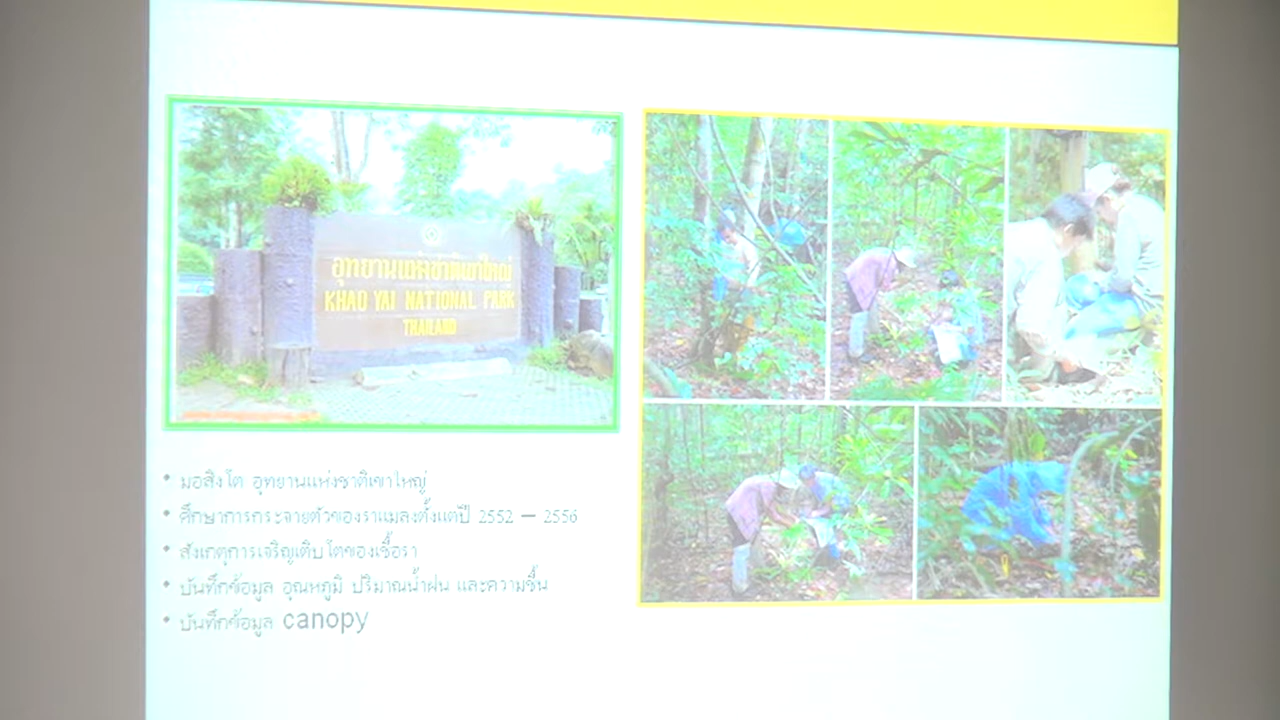 อุทยานแห่งชาติเขาใหญ่
KHAO YAI NATIONAL PARK
THAILAND
• มอสิงโต อุทยานแห่งชาติเขาใหญ่
• ศึกษาการกระจายตัวของราแมลงตั้งแต่ปี 2552 – 2556
• สังเกตุการเจริญเติบโตของเชื้อรา
• บันทึกข้อมูล อุณหภูมิ ปริมาณน้ำฝน และความชื้น
• บันทึกข้อมูล canopy